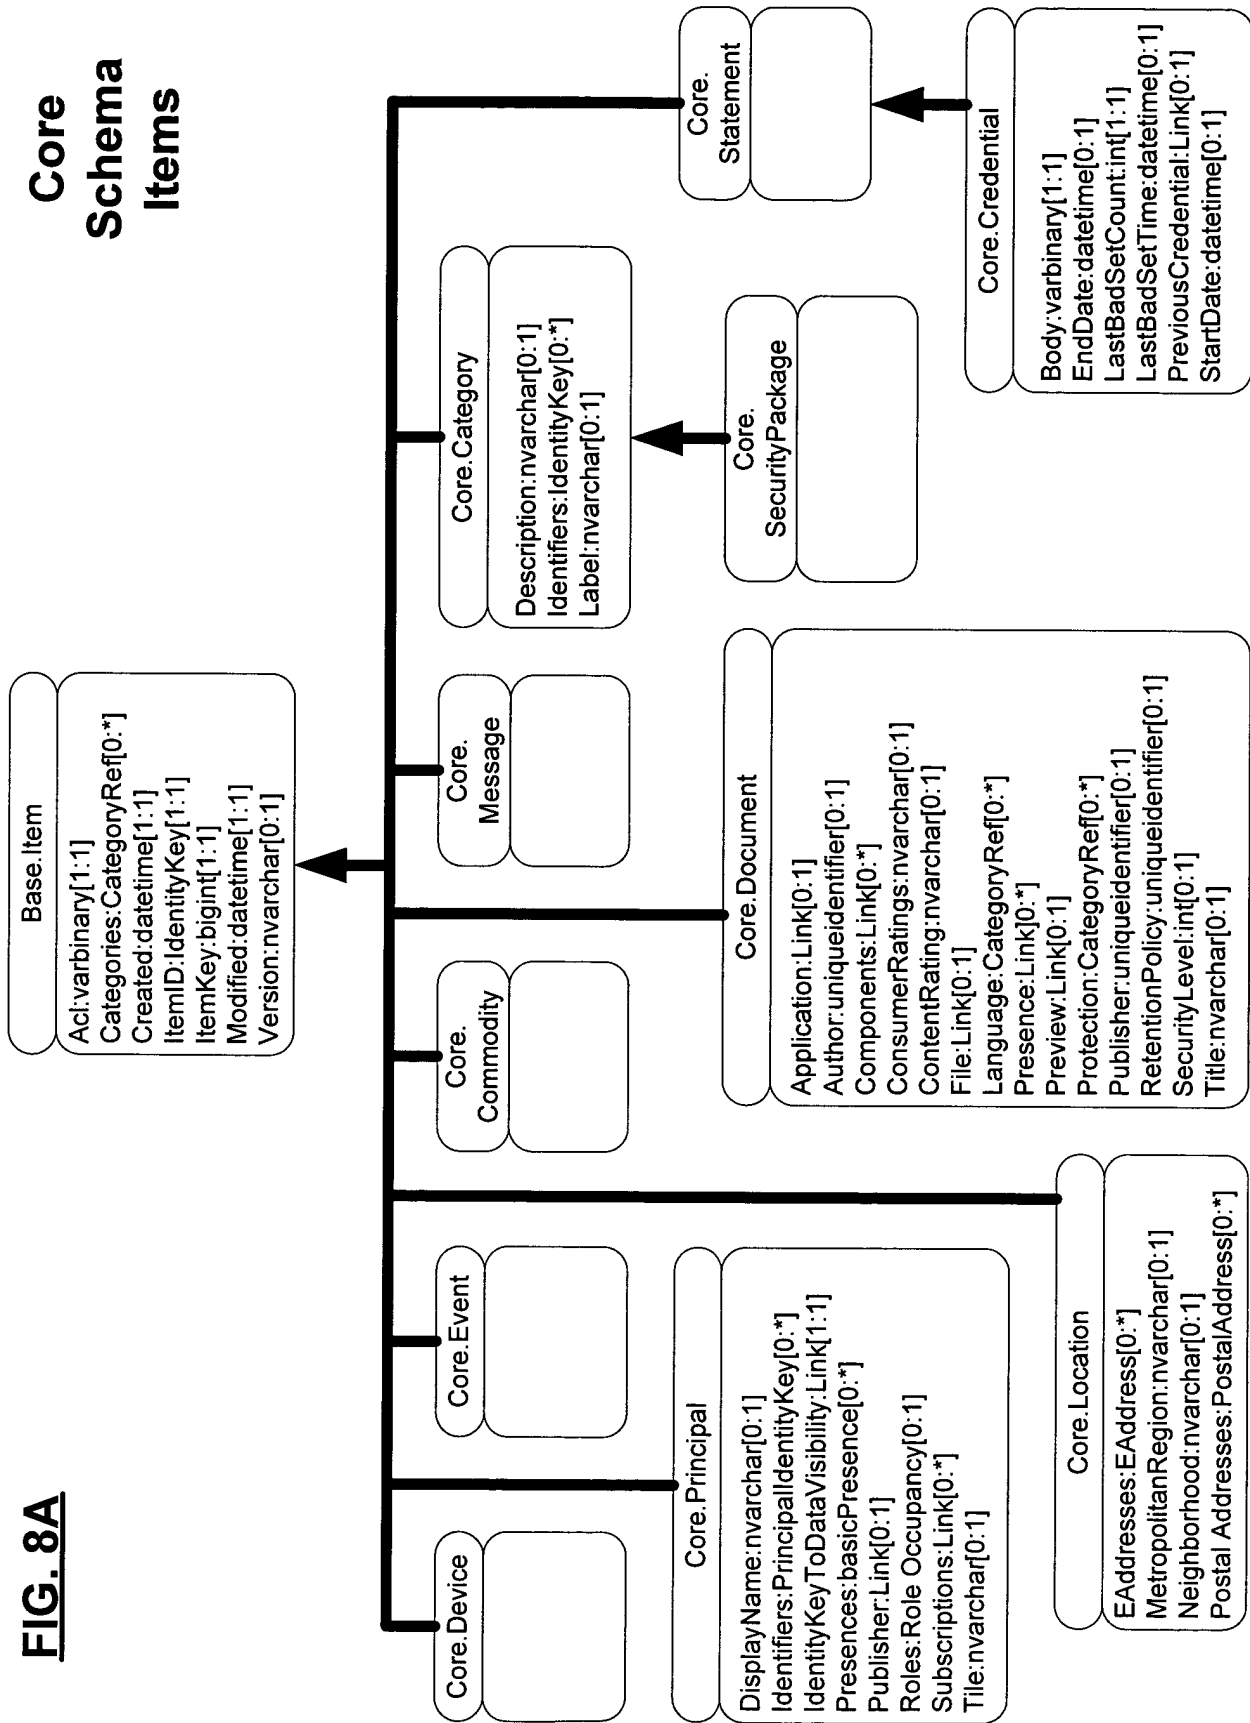 FIG. 8A
Core
Schema
Items
Base.Item
Acl:varbinary[1:1]
Categories:CategoryRef[0:*]
Created:datetime[1:1]
ItemID:IdentityKey[1:1]
ItemKey:bigint[1:1]
Modified:datetime[1:1]
Version:nvarchar[0:1]
Core.Device
Core.Event
Core.
Commodity
Core.
Message
Core.Category
Description:nvarchar[0:1]
Identifiers:IdentityKey[0:*]
Label:nvarchar[0:1]
Core.
Statement
Core.Principal
DisplayName:nvarchar[0:1]
Identifiers:PrincipalIdentityKey[0:*]
IdentityKeyToDataVisibility:Link[1:1]
Presences:basicPresence[0:*]
Publisher:Link[0:1]
Roles:Role Occupancy[0:1]
Subscriptions:Link[0:*]
Tile:nvarchar[0:1]
Core.Document
Application:Link[0:1]
Author:uniqueidentifier[0:1]
Components:Link[0:*]
ConsumerRatings:nvarchar[0:1]
ContentRating:nvarchar[0:1]
File:Link[0:1]
Language:CategoryRef[0:*]
Presence:Link[0:*]
Preview:Link[0:1]
Protection:CategoryRef[0:*]
Publisher:uniqueidentifier[0:1]
RetentionPolicy:uniqueidentifier[0:1]
SecurityLevel:int[0:1]
Title:nvarchar[0:1]
Core.
SecurityPackage
Core.Location
EAddresses:EAddress[0:*]
MetropolitanRegion:nvarchar[0:1]
Neighborhood:nvarchar[0:1]
Postal Addresses:PostalAddress[0:*]
Core.Credential
Body:varbinary[1:1]
EndDate:datetime[0:1]
LastBadSetCount:int[1:1]
LastBadSetTime:datetime[0:1]
PreviousCredential:Link[0:1]
StartDate:datetime[0:1]